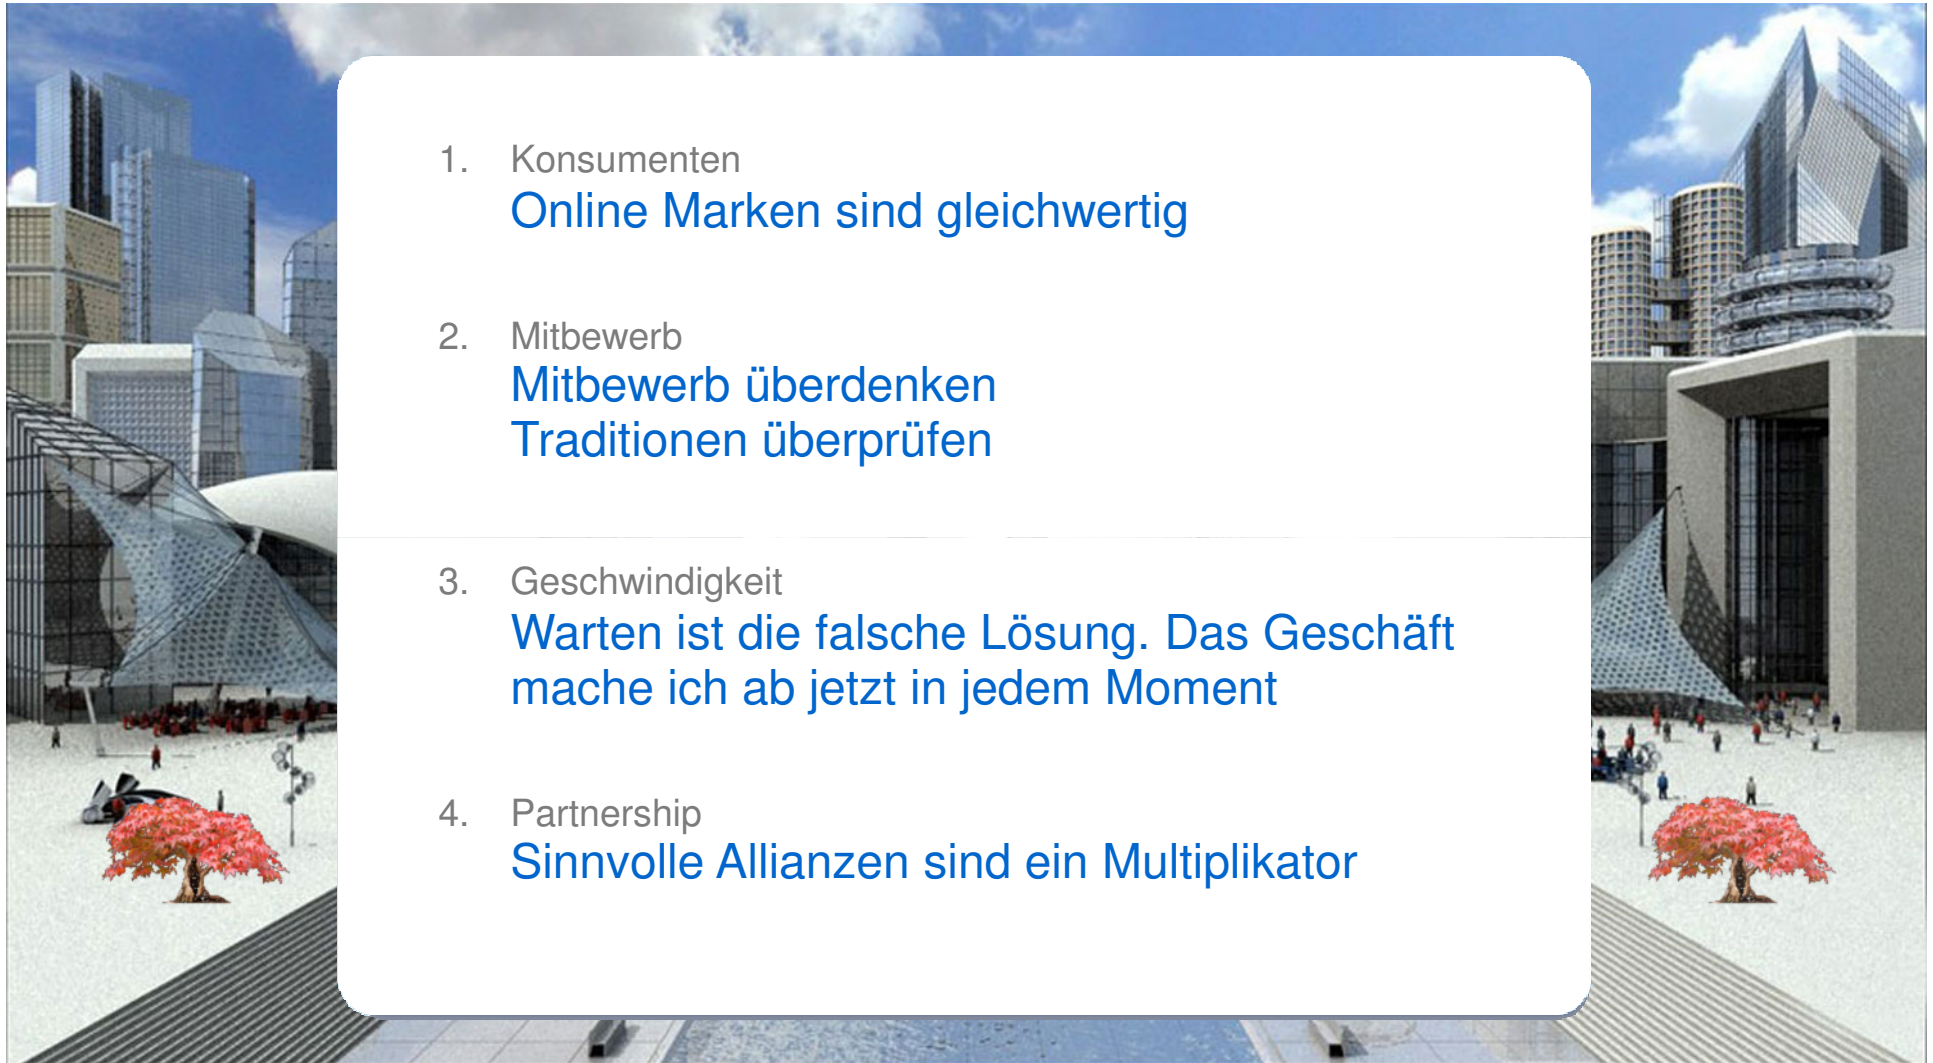 1. Konsumenten
Online Marken sind gleichwertig
2. Mitbewerb
Mitbewerb überdenken
Traditionen überprüfen
3. Geschwindigkeit
Warten ist die falsche Lösung. Das Geschäft
mache ich ab jetzt in jedem Moment
4. Partnership
Sinnvolle Allianzen sind ein Multiplikator